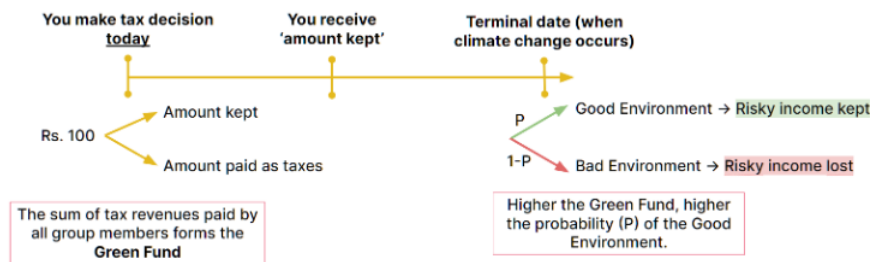 You make tax decision
today
You receive
'amount kept'
Terminal date (when
climate change occurs)
Rs. 100
Amount kept
Amount paid as taxes
P
1-P
Good Environment → Risky income kept
Bad Environment → Risky income lost
The sum of tax revenues paid by
all group members forms the
Green Fund
Higher the Green Fund, higher
the probability (P) of the Good
Environment.